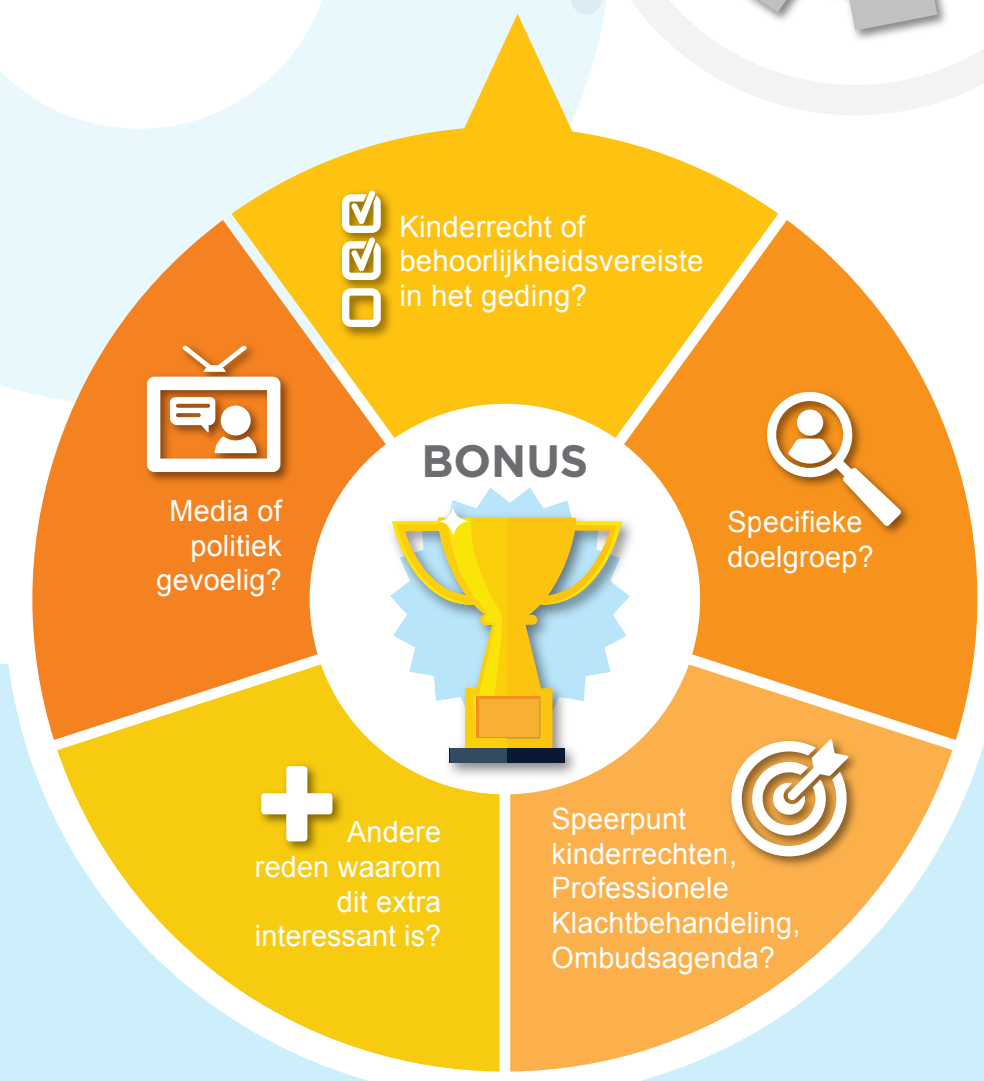 Kinderrecht of
behoorlijkheidsvereiste
in het geding?
Media of
politiek
gevoelig?
BONUS
Specifieke
doelgroep?
Andere
reden waarom
dit extra
interessant is?
Speerpunt
kinderrechten,
Professionele
Klachtbehandeling,
Ombudsagenda?